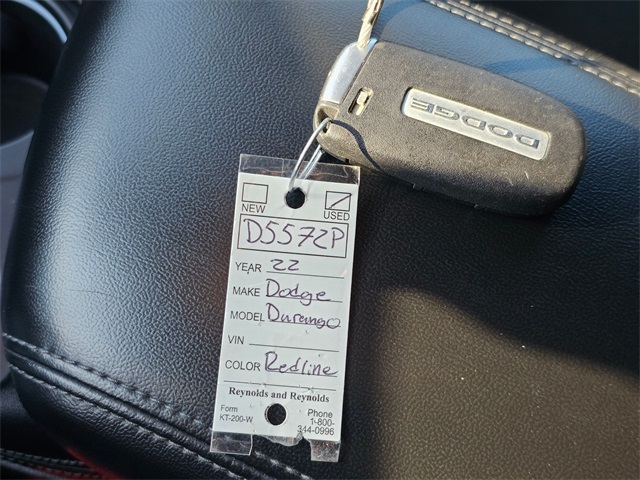 DODGE
NEW USED
D5572P
YEAR 22
MAKE Dodge
MODEL Durango
VIN
COLOR Redline
Reynolds and Reynolds
Form Phone
KT-200-W 1-800-
344-0996